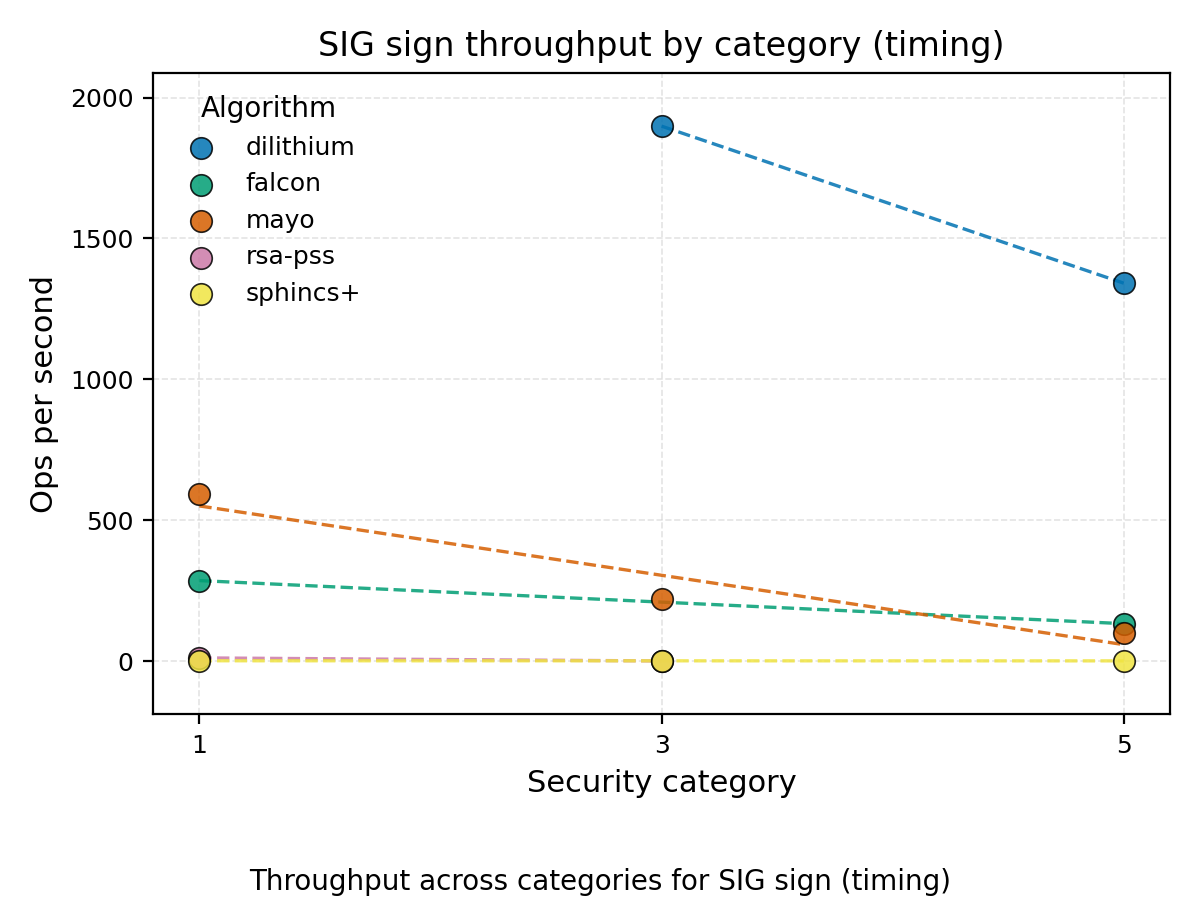 SIG sign throughput by category (timing)
Ops per second
2000
1500
1000
500
0
Algorithm
dilithium
falcon
mayo
rsa-pss
sphincs+
1 3 5
Security category
Throughput across categories for SIG sign (timing)